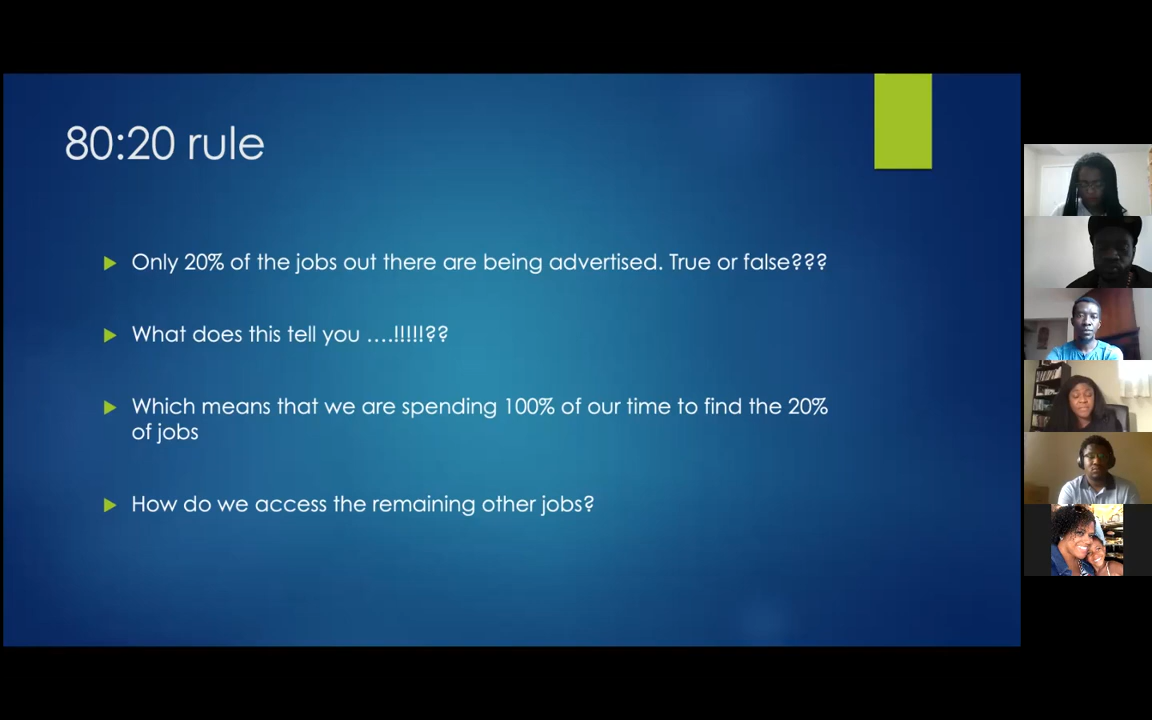 80:20 rule
Only 20% of the jobs out there are being advertised. True or false???
What does this tell you ....!!!!!??
Which means that we are spending 100% of our time to find the 20%
of jobs
How do we access the remaining other jobs?